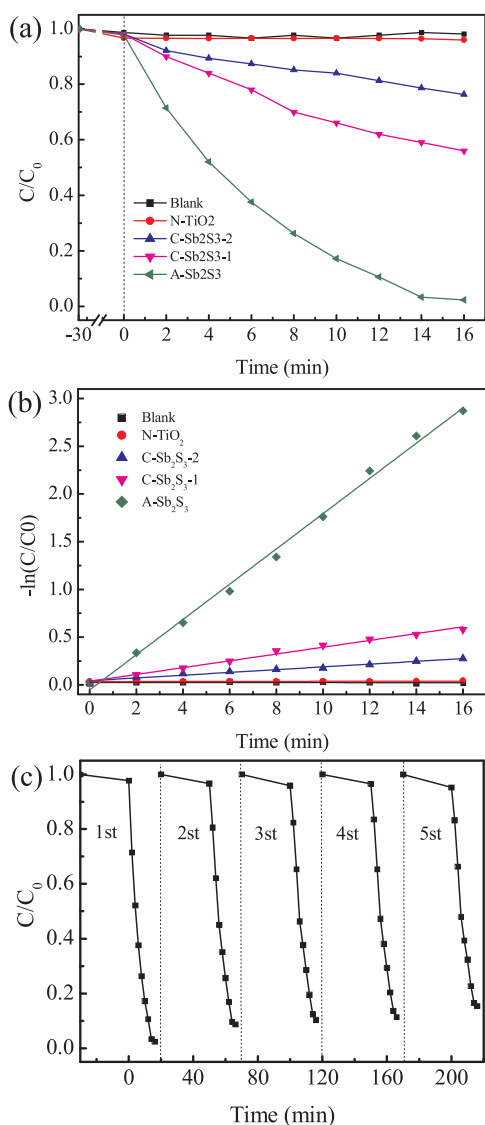 (a)
1.0
0.8
0.6
0.4
0.2
0.0
C/C0
Blank
N-TiO2
C-Sb2S3-2
C-Sb2S3-1
A-Sb2S3
-30 0 2 4 6 8 10 12 14 16
Time (min)
(b)
3.0
2.5
2.0
1.5
1.0
0.5
0.0
-ln(C/C0)
Blank
N-TiO₂
C-Sb₂S₃-2
C-Sb₂S₃-1
A-Sb₂S₃
0 2 4 6 8 10 12 14 16
Time (min)
(c)
1.0
0.8
0.6
0.4
0.2
0.0
C/C₀
1st 2st 3st 4st 5st
0 40 80 120 160 200
Time (min)